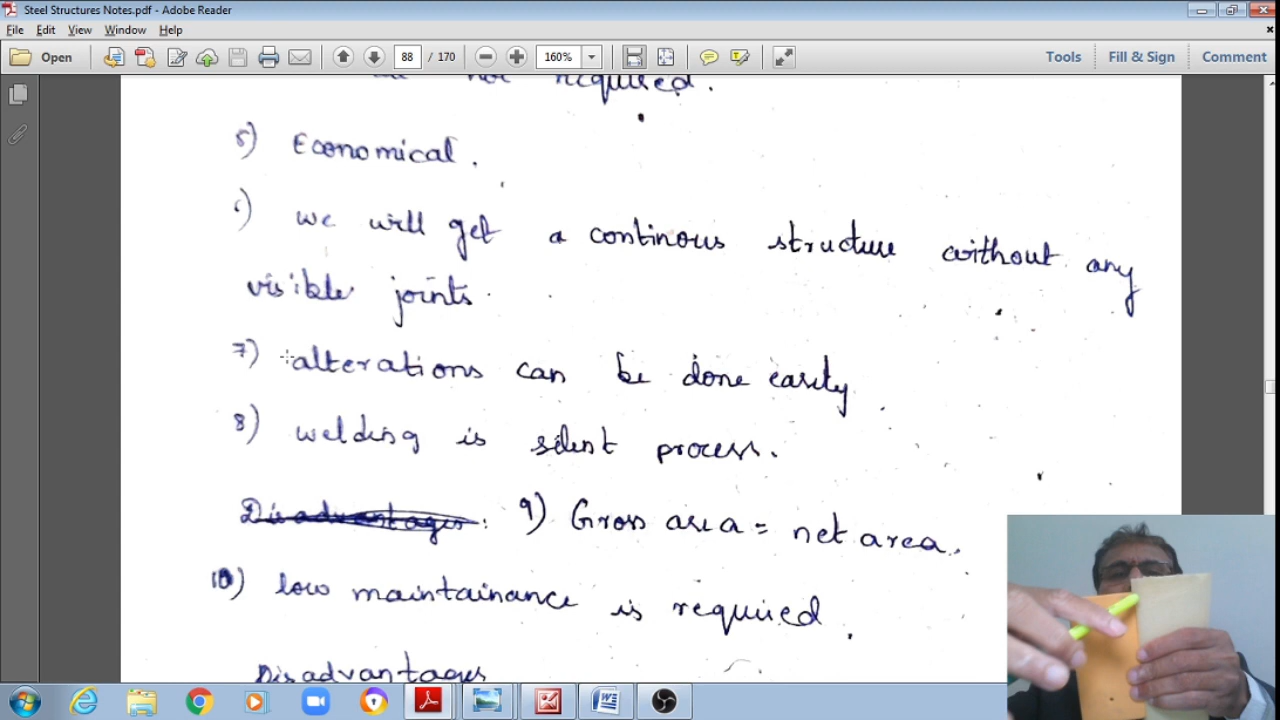 Steel Structures Notes.pdf - Adobe Reader
File Edit View Window Help
Open 88 / 170 160% Tools Fill & Sign Comment
not required.
5) Economical.
we will get a continous structure without any
visible joints.
7) alterations can be done easily.
8) welding is silent process.
Disadvantages: 9) Gross area = net area.
10) low maintainance is required.
Disadvantages